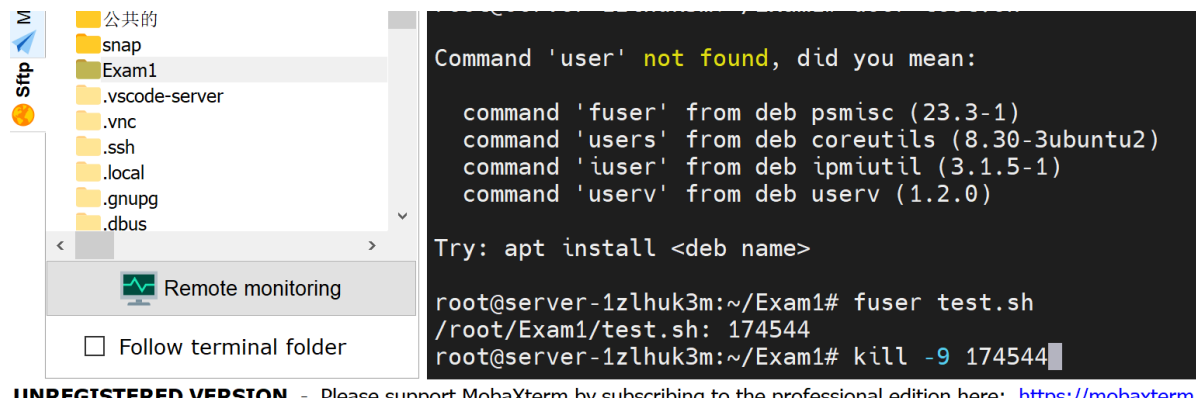 公共的
snap
Exam1
.vscode-server
.vnc
.ssh
.local
.gnupg
.dbus
Sftp
Remote monitoring
Follow terminal folder
Command 'user' not found, did you mean:
command 'fuser' from deb psmisc (23.3-1)
command 'users' from deb coreutils (8.30-3ubuntu2)
command 'iuser' from deb ipmiutil (3.1.5-1)
command 'userv' from deb userv (1.2.0)
Try: apt install <deb name>
root@server-1zlhuk3m:~/Exam1# fuser test.sh
/root/Exam1/test.sh: 174544
root@server-1zlhuk3m:~/Exam1# kill -9 174544
UNREGISTERED VERSION - Please support MobaXterm by subscribing to the professional edition here: https://mobaxterm